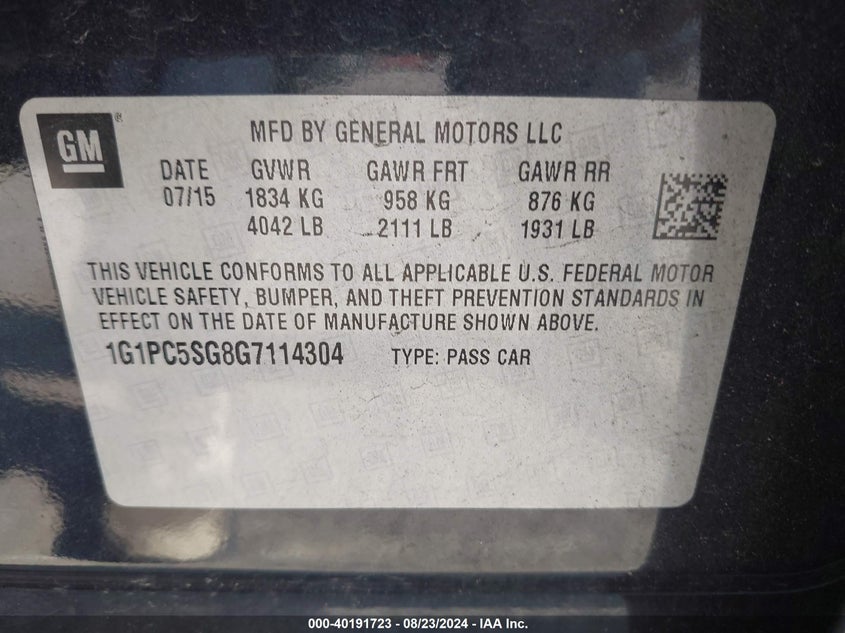 GM®
MFD BY GENERAL MOTORS LLC
DATE GVWR GAWR FRT GAWR RR
07/15 1834 KG 958 KG 876 KG
4042 LB 2111 LB 1931 LB
THIS VEHICLE CONFORMS TO ALL APPLICABLE U.S. FEDERAL MOTOR
VEHICLE SAFETY, BUMPER, AND THEFT PREVENTION STANDARDS IN
EFFECT ON THE DATE OF MANUFACTURE SHOWN ABOVE.
1G1PC5SG8G7114304 TYPE: PASS CAR
000-40191723 - 08/23/2024 - IAA Inc.